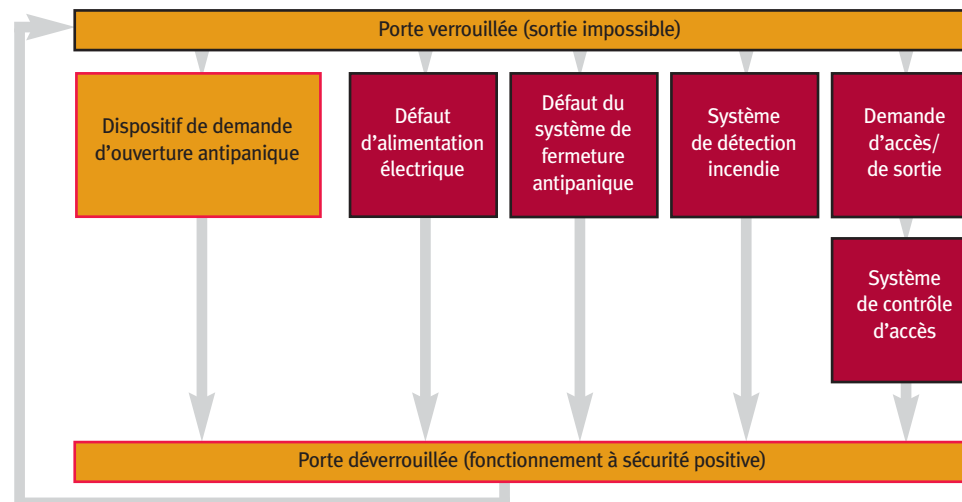 Porte verrouillée (sortie impossible)
Dispositif de demande
d'ouverture antipanique
Défaut
d'alimentation
électrique
Défaut du
système de
fermeture
antipanique
Système
de détection
incendie
Demande
d'accès/
de sortie
Système
de contrôle
d'accès
Porte déverrouillée (fonctionnement à sécurité positive)